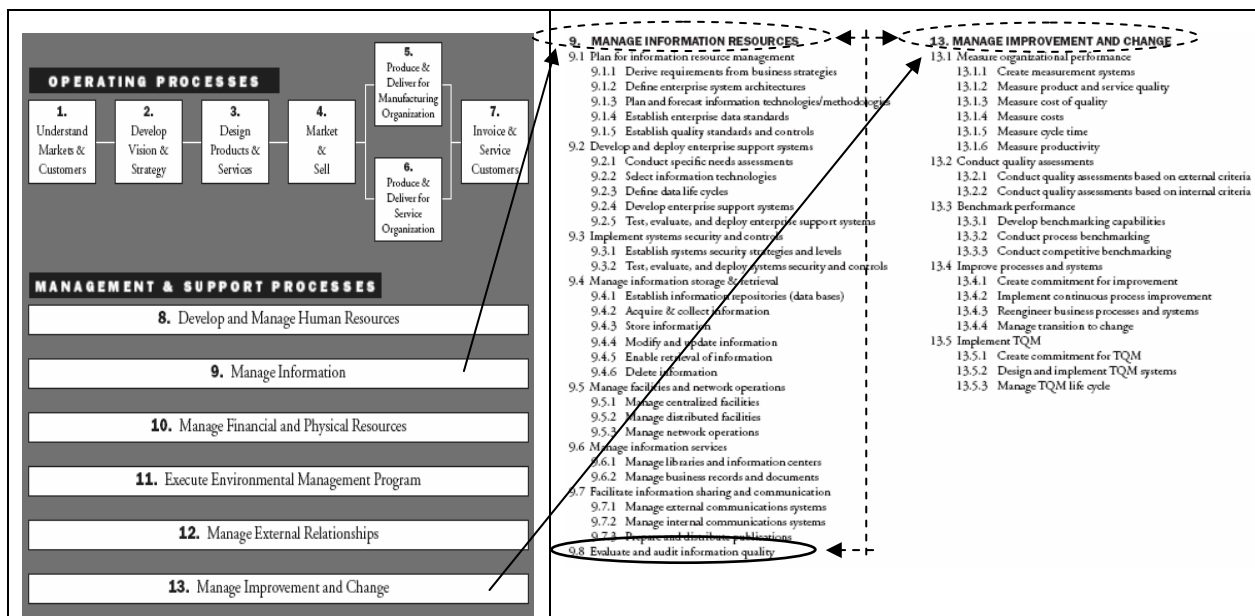 OPERATING PROCESSES
1.
Understand
Markets &
Customers
2.
Develop
Vision &
Strategy
3.
Design
Products &
Services
4.
Market
&
Sell
5.
Produce &
Deliver for
Manufacturing
Organization
6.
Produce &
Deliver for
Service
Organization
7.
Invoice &
Service
Customers
MANAGEMENT & SUPPORT PROCESSES
8. Develop and Manage Human Resources
9. Manage Information
10. Manage Financial and Physical Resources
11. Execute Environmental Management Program
12. Manage External Relationships
13. Manage Improvement and Change
9. MANAGE INFORMATION RESOURCES
9.1 Plan for information resource management
9.1.1 Derive requirements from business strategies
9.1.2 Define enterprise system architectures
9.1.3 Plan and forecast information technologies/methodologies
9.1.4 Establish enterprise data standards
9.1.5 Establish quality standards and controls
9.2 Develop and deploy enterprise support systems
9.2.1 Conduct specific needs assessments
9.2.2 Select information technologies
9.2.3 Define data life cycles
9.2.4 Develop enterprise support systems
9.2.5 Test, evaluate, and deploy enterprise support systems
9.3 Implement systems security and controls
9.3.1 Establish systems security strategies and levels
9.3.2 Test, evaluate, and deploy systems security and controls
9.4 Manage information storage & retrieval
9.4.1 Establish information repositories (data bases)
9.4.2 Acquire & collect information
9.4.3 Store information
9.4.4 Modify and update information
9.4.5 Enable retrieval of information
9.4.6 Delete information
9.5 Manage facilities and network operations
9.5.1 Manage centralized facilities
9.5.2 Manage distributed facilities
9.5.3 Manage network operations
9.6 Manage information services
9.6.1 Manage libraries and information centers
9.6.2 Manage business records and documents
9.7 Facilitate information sharing and communication
9.7.1 Manage external communications systems
9.7.2 Manage internal communications systems
9.7.3 Prepare and distribute publications
9.8 Evaluate and audit information quality
13. MANAGE IMPROVEMENT AND CHANGE
13.1 Measure organizational performance
13.1.1 Create measurement systems
13.1.2 Measure product and service quality
13.1.3 Measure cost of quality
13.1.4 Measure costs
13.1.5 Measure cycle time
13.1.6 Measure productivity
13.2 Conduct quality assessments
13.2.1 Conduct quality assessments based on external criteria
13.2.2 Conduct quality assessments based on internal criteria
13.3 Benchmark performance
13.3.1 Develop benchmarking capabilities
13.3.2 Conduct process benchmarking
13.3.3 Conduct competitive benchmarking
13.4 Improve processes and systems
13.4.1 Create commitment for improvement
13.4.2 Implement continuous process improvement
13.4.3 Reengineer business processes and systems
13.4.4 Manage transition to change
13.5 Implement TQM
13.5.1 Create commitment for TQM
13.5.2 Design and implement TQM systems
13.5.3 Manage TQM life cycle